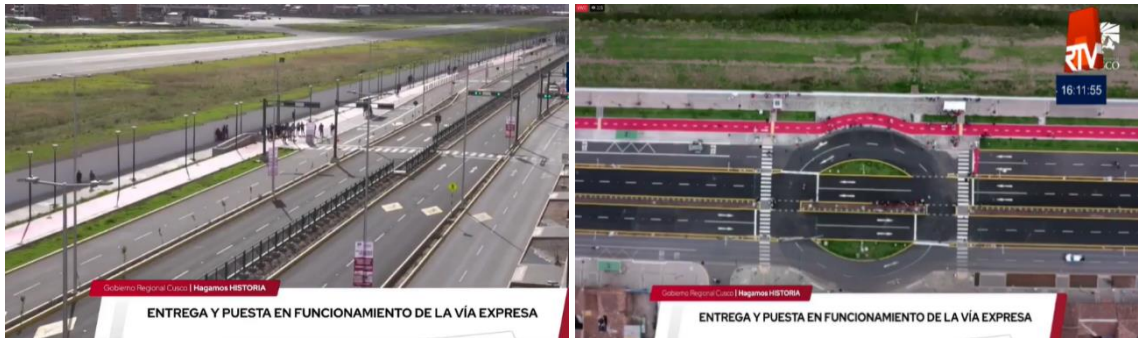 Gobierno Regional Cusco | Hagamos HISTORIA
ENTREGA Y PUESTA EN FUNCIONAMIENTO DE LA VÍA EXPRESA
RTV
CO
16:11:55
Gobierno Regional Cusco | Hagamos HISTORIA
ENTREGA Y PUESTA EN FUNCIONAMIENTO DE LA VÍA EXPRESA